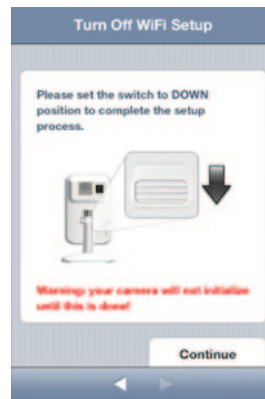 Turn Off WiFi Setup
Please set the switch to DOWN
position to complete the setup
process.
Warning: your camera will not initialize
until this is done!
Continue